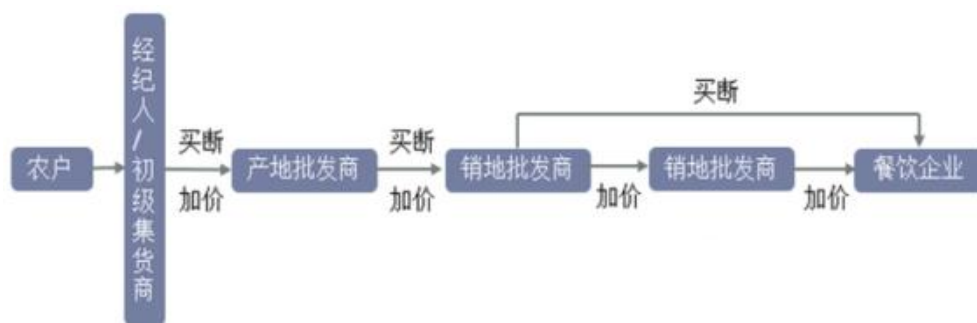 农户
经纪人/初级集货商
买断
加价
产地批发商
买断
加价
销地批发商
买断
加价
销地批发商
加价
餐饮企业